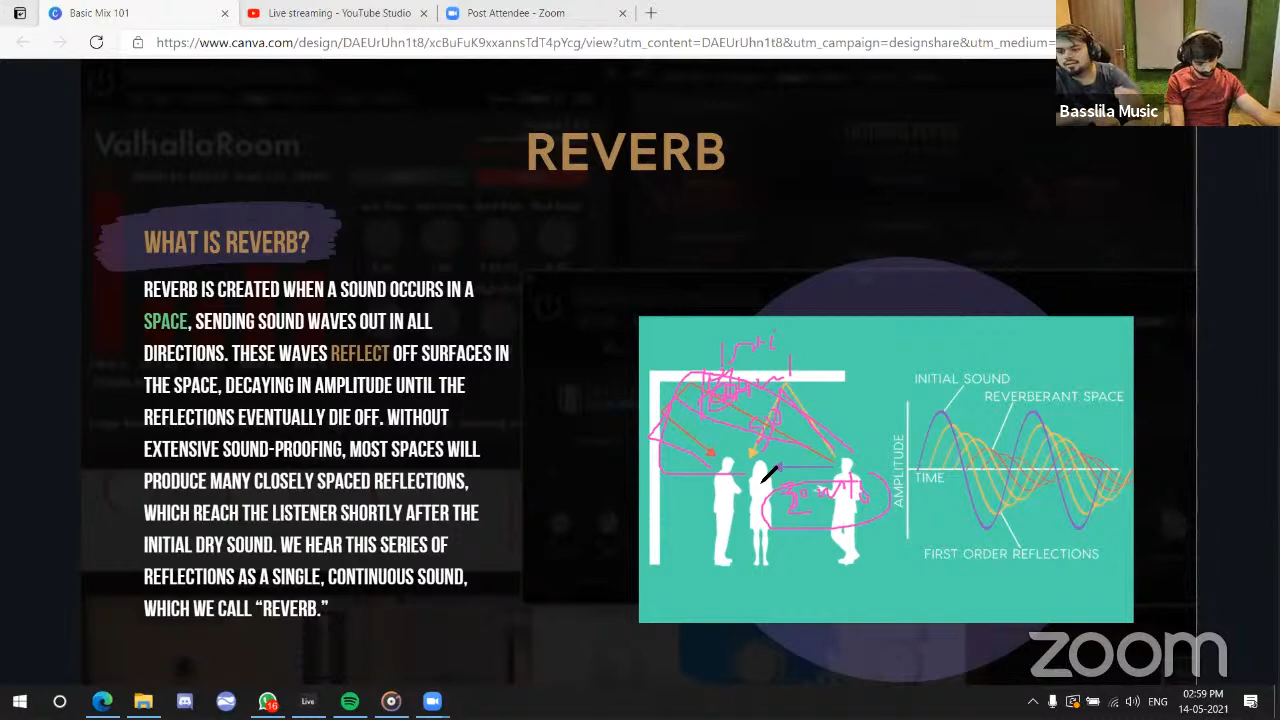 Basic Mix 101
Live streaming - YouTube Studio
Post Attendee - Zoom
https://www.canva.com/design/DAEUrUhn1t8/xcBuFuK9xxannsTdT4pYcg/view?utm_content=DAEUrUhn1t8&utm_campaign=designshare&utm_medium=
Basslila Music
ValhallaRoom
REVERB
WHAT IS REVERB?
REVERB IS CREATED WHEN A SOUND OCCURS IN A
SPACE, SENDING SOUND WAVES OUT IN ALL
DIRECTIONS. THESE WAVES REFLECT OFF SURFACES IN
THE SPACE, DECAYING IN AMPLITUDE UNTIL THE
REFLECTIONS EVENTUALLY DIE OFF. WITHOUT
EXTENSIVE SOUND-PROOFING, MOST SPACES WILL
PRODUCE MANY CLOSELY SPACED REFLECTIONS,
WHICH REACH THE LISTENER SHORTLY AFTER THE
INITIAL DRY SOUND. WE HEAR THIS SERIES OF
REFLECTIONS AS A SINGLE, CONTINUOUS SOUND,
WHICH WE CALL “REVERB.”
INITIAL SOUND
REVERBERANT SPACE
AMPLITUDE
TIME
FIRST ORDER REFLECTIONS
zoom
16
Live
ENG
02:59 PM
14-05-2021